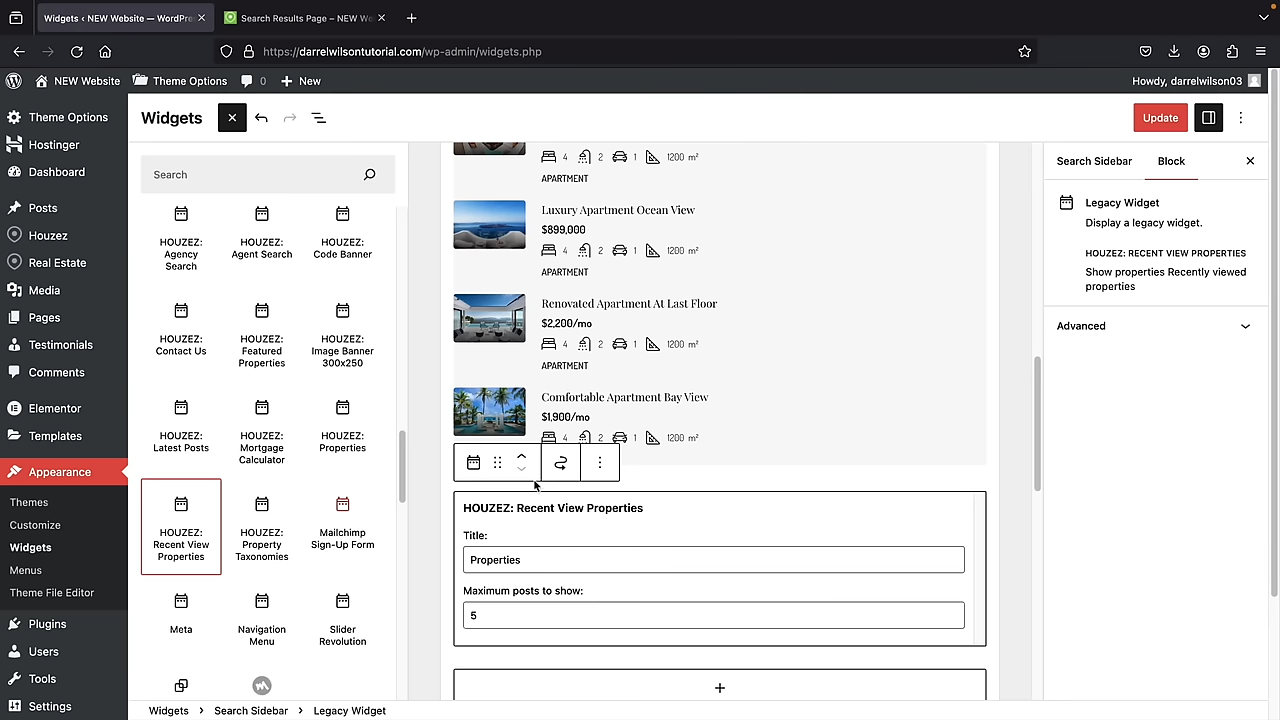 Widgets ‹ NEW Website — WordPre
Search Results Page – NEW We
https://darrelwilsontutorial.com/wp-admin/widgets.php
NEW Website
Theme Options
0
New
Howdy, darrelwilson03
Theme Options
Hostinger
Dashboard
Posts
Houzez
Real Estate
Media
Pages
Testimonials
Comments
Elementor
Templates
Appearance
Themes
Customize
Widgets
Menus
Theme File Editor
Plugins
Users
Tools
Settings
Widgets
Update
Search
HOUZEZ:
Agency
Search
HOUZEZ:
Agent Search
HOUZEZ:
Code Banner
HOUZEZ:
Contact Us
HOUZEZ:
Featured
Properties
HOUZEZ:
Image Banner
300x250
HOUZEZ:
Latest Posts
HOUZEZ:
Mortgage
Calculator
HOUZEZ:
Properties
HOUZEZ:
Recent View
Properties
HOUZEZ:
Property
Taxonomies
Mailchimp
Sign-Up Form
Meta
Navigation
Menu
Slider
Revolution
4 2 1 1200 m²
APARTMENT
Luxury Apartment Ocean View
$899,000
4 2 1 1200 m²
APARTMENT
Renovated Apartment At Last Floor
$2,200/mo
4 2 1 1200 m²
APARTMENT
Comfortable Apartment Bay View
$1,900/mo
4 2 1 1200 m²
HOUZEZ: Recent View Properties
Title:
Properties
Maximum posts to show:
5
Search Sidebar
Block
Legacy Widget
Display a legacy widget.
HOUZEZ: RECENT VIEW PROPERTIES
Show properties Recently viewed
properties
Advanced
Widgets › Search Sidebar › Legacy Widget